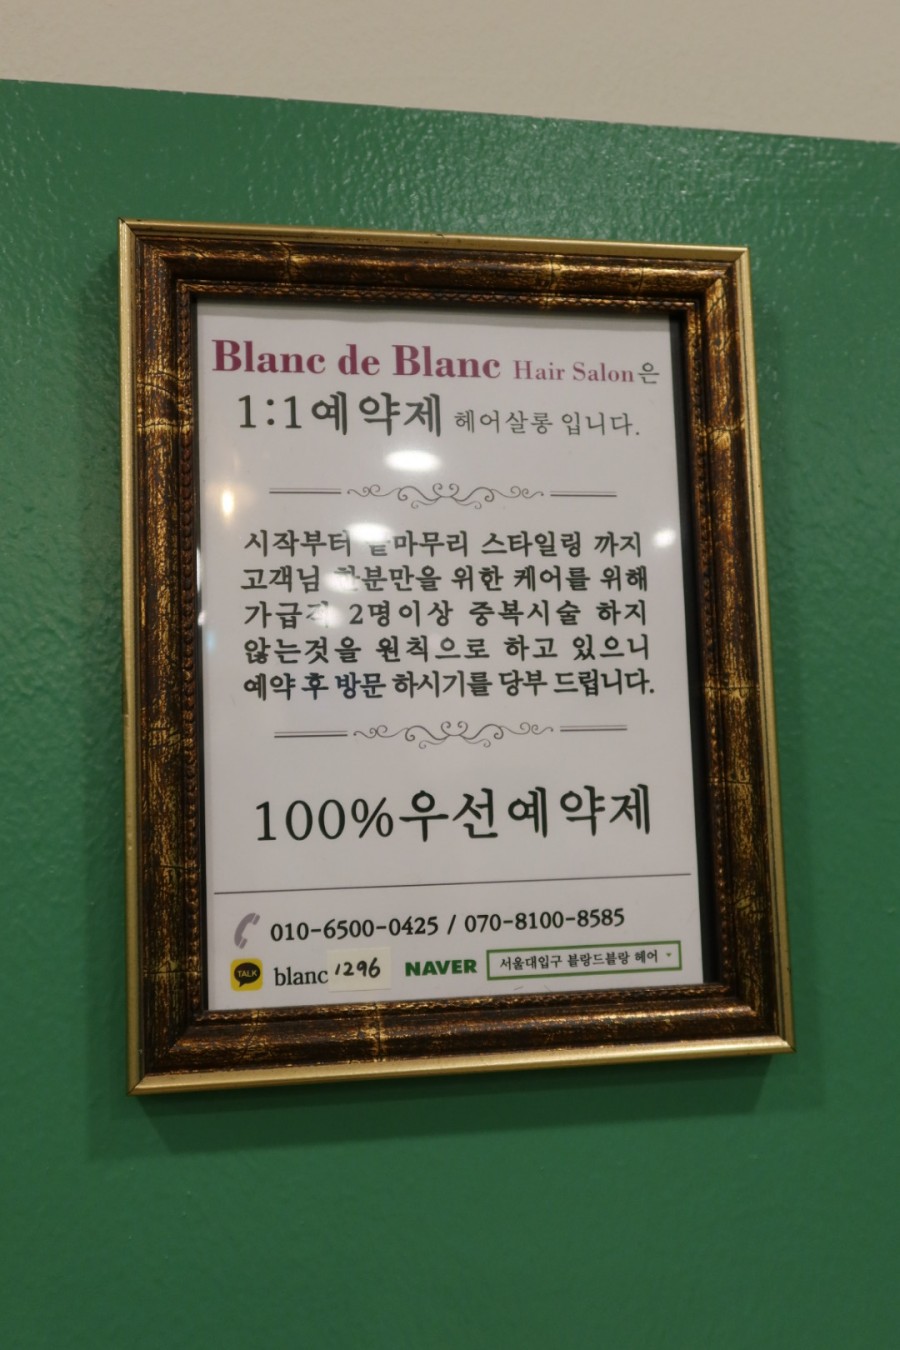 Blanc de Blanc Hair Salon은
1:1예약제 헤어살롱 입니다.
시작부터 끝마무리 스타일링 까지
고객님 한분만을 위한 케어를 위해
가급적 2명이상 중복시술 하지
않는것을 원칙으로 하고 있으니
예약 후 방문 하시기를 당부 드립니다.
100%우선예약제
010-6500-0425 / 070-8100-8585
TALK blanc1296 NAVER 서울대입구 블랑드블랑 헤어